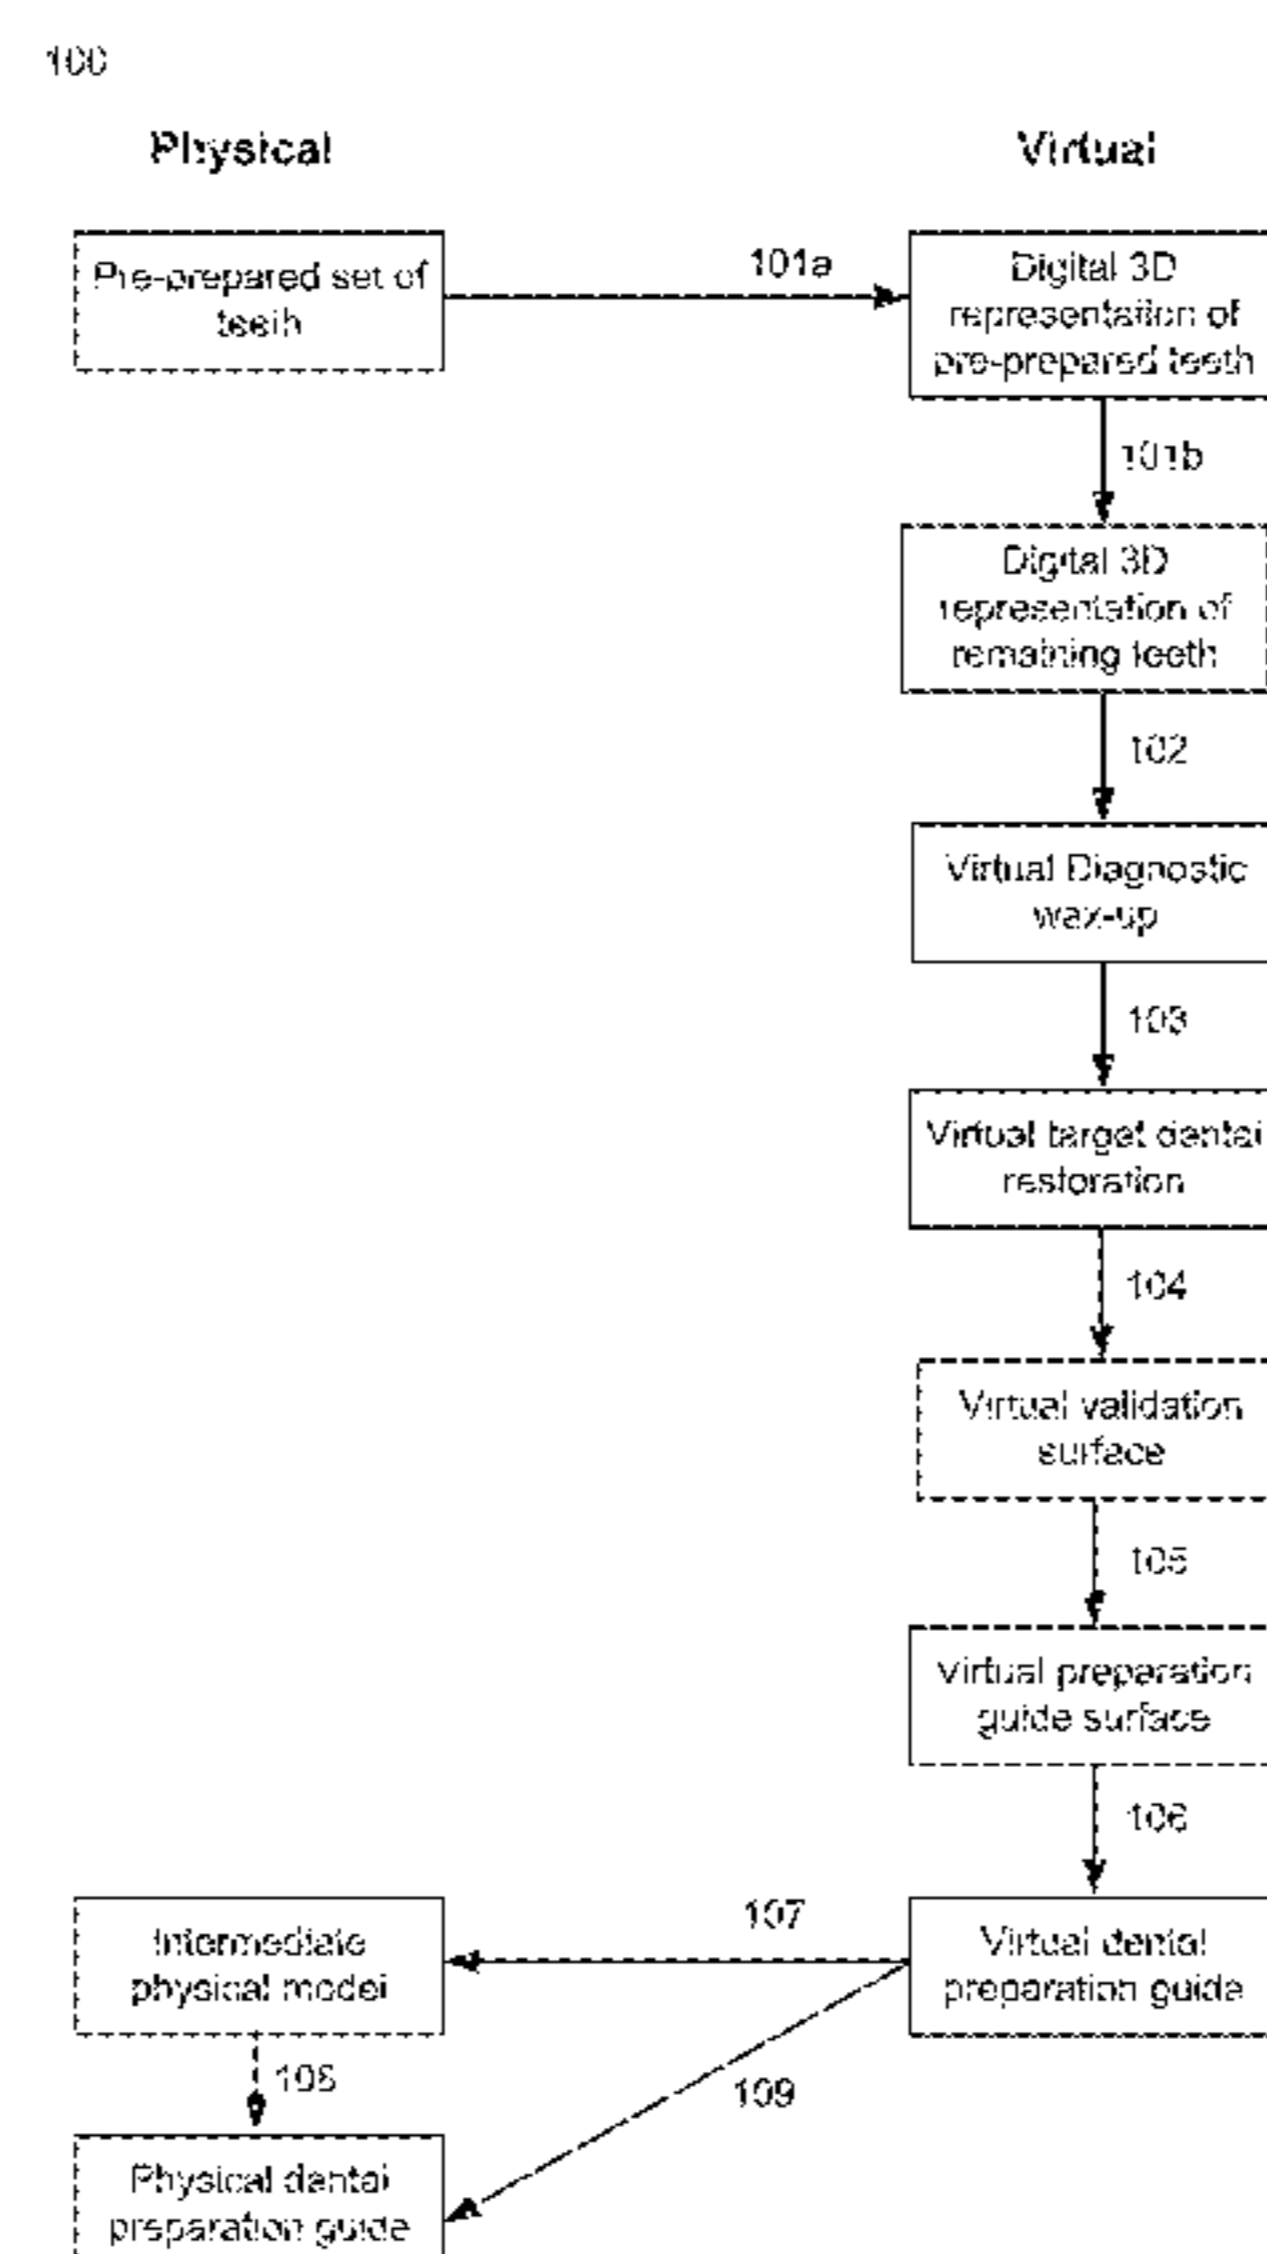 100
Physical
Virtual
Pre-prepared set of
teeth
101a
Digital 3D
representation of
pre-prepared teeth
101b
Digital 3D
representation of
remaining teeth
102
Virtual Diagnostic
wax-up
103
Virtual target dental
restoration
104
Virtual validation
surface
105
Virtual preparation
guide surface
106
Intermediate
physical model
107
Virtual dental
preparation guide
108
109
Physical dental
preparation guide